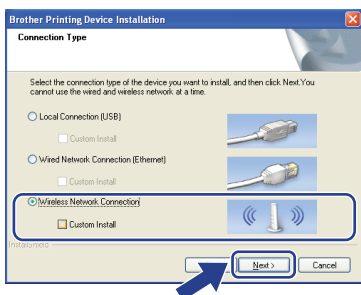 Brother Printing Device Installation
Connection Type
Select the connection type of the device you want to install, and then click Next.You
cannot use the wired and wireless network at a time.
Local Connection (USB)
Custom Install
Wired Network Connection (Ethernet)
Custom Install
Wireless Network Connection
Custom Install
InstallShield
Next >
Cancel